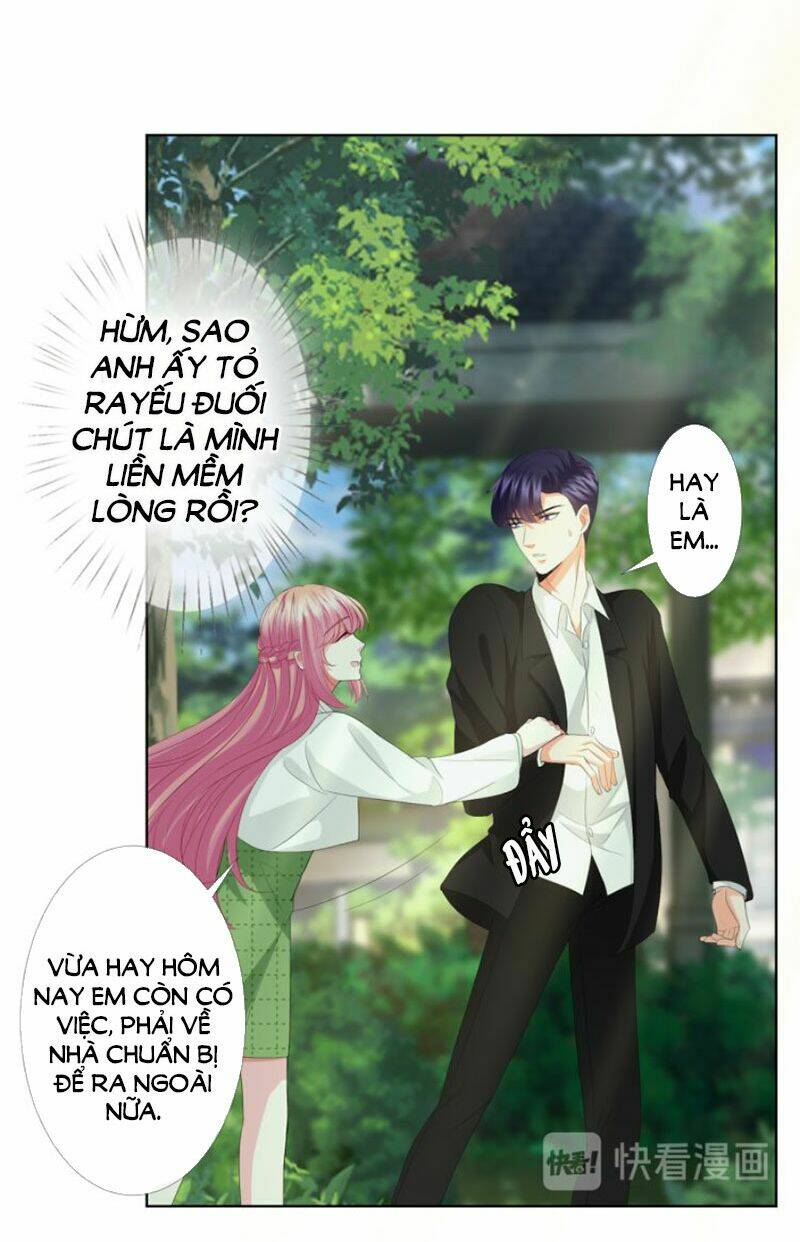 HỪM, SAO
ANH ẤY TỎ
RAYẾU ĐUỐI
CHÚT LÀ MÌNH
LIỀN MỀM
LÒNG RỒI?
HAY
LÀ
EM...
ĐẨY
VỪA HAY HÔM
NAY EM CÒN CÓ
VIỆC, PHẢI VỀ
NHÀ CHUẨN BỊ
ĐỂ RA NGOÀI
NỮA.
快看! 快看漫画